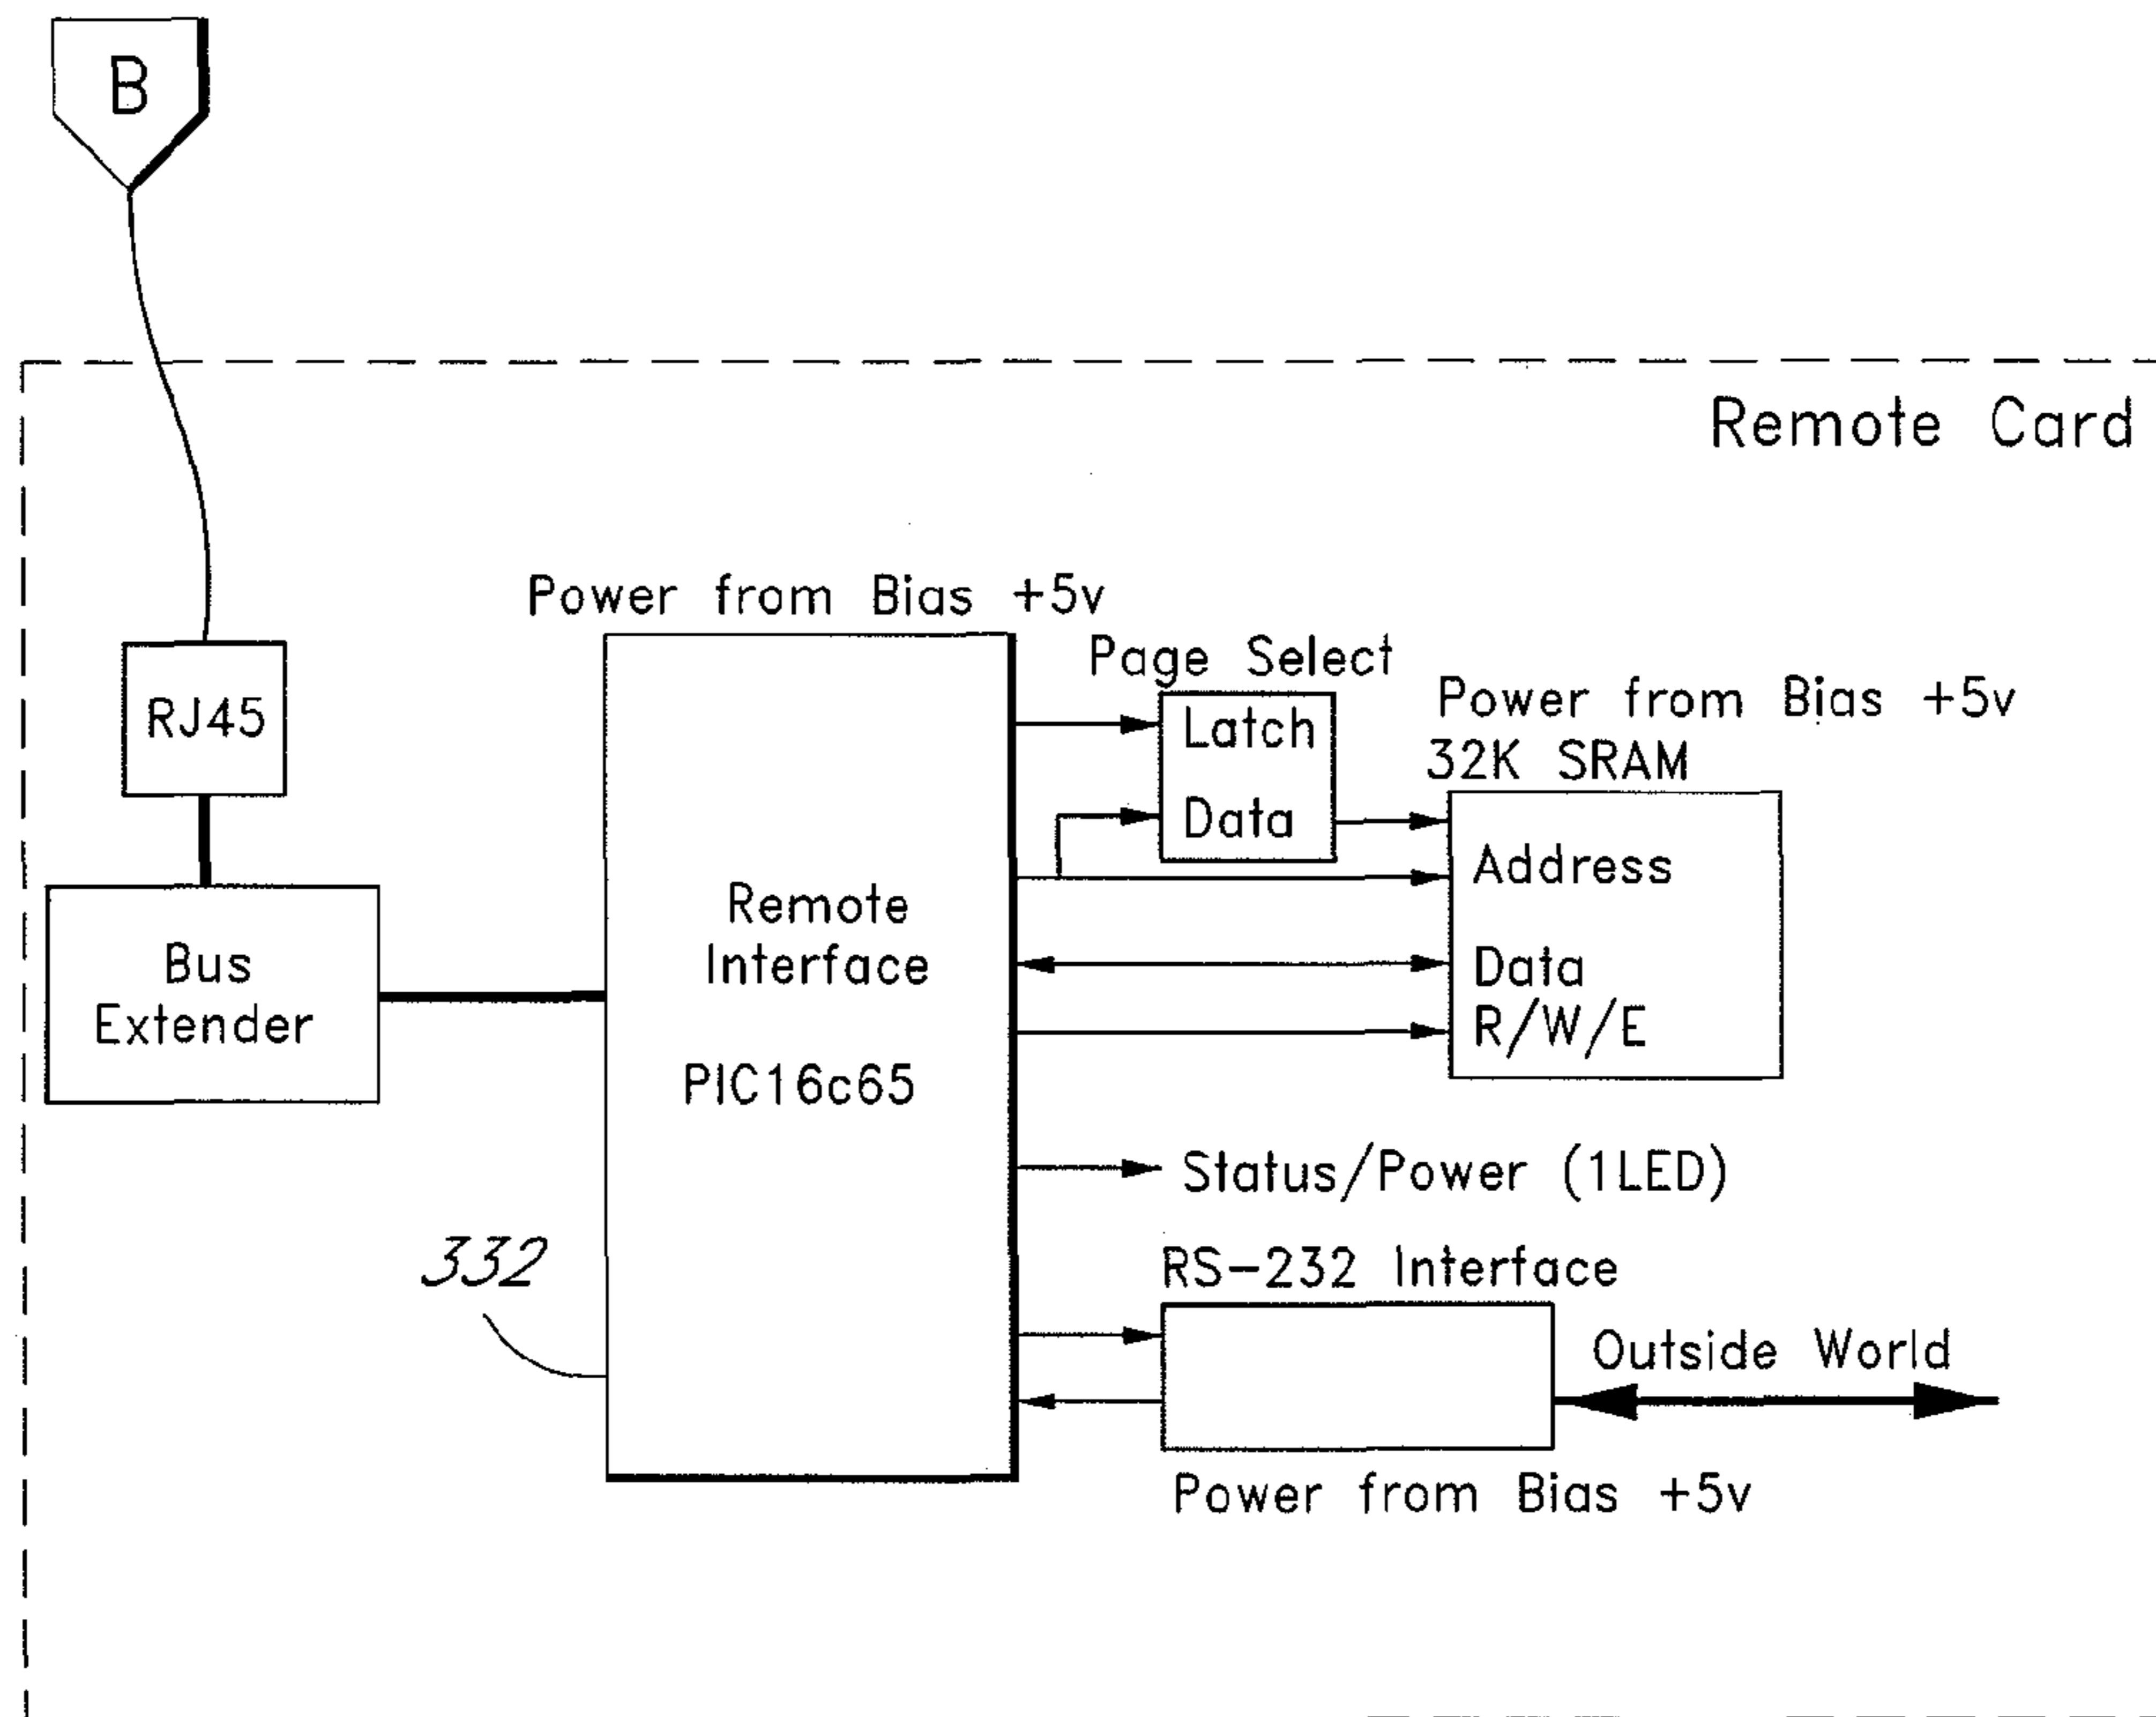 B
Remote Card
Power from Bias +5v
Page Select
Power from Bias +5v
32K SRAM
RJ45
Latch
Data
Address
Bus
Extender
Remote
Interface
PIC16c65
Data
R/W/E
Status/Power (1LED)
332
RS-232 Interface
Outside World
Power from Bias +5v